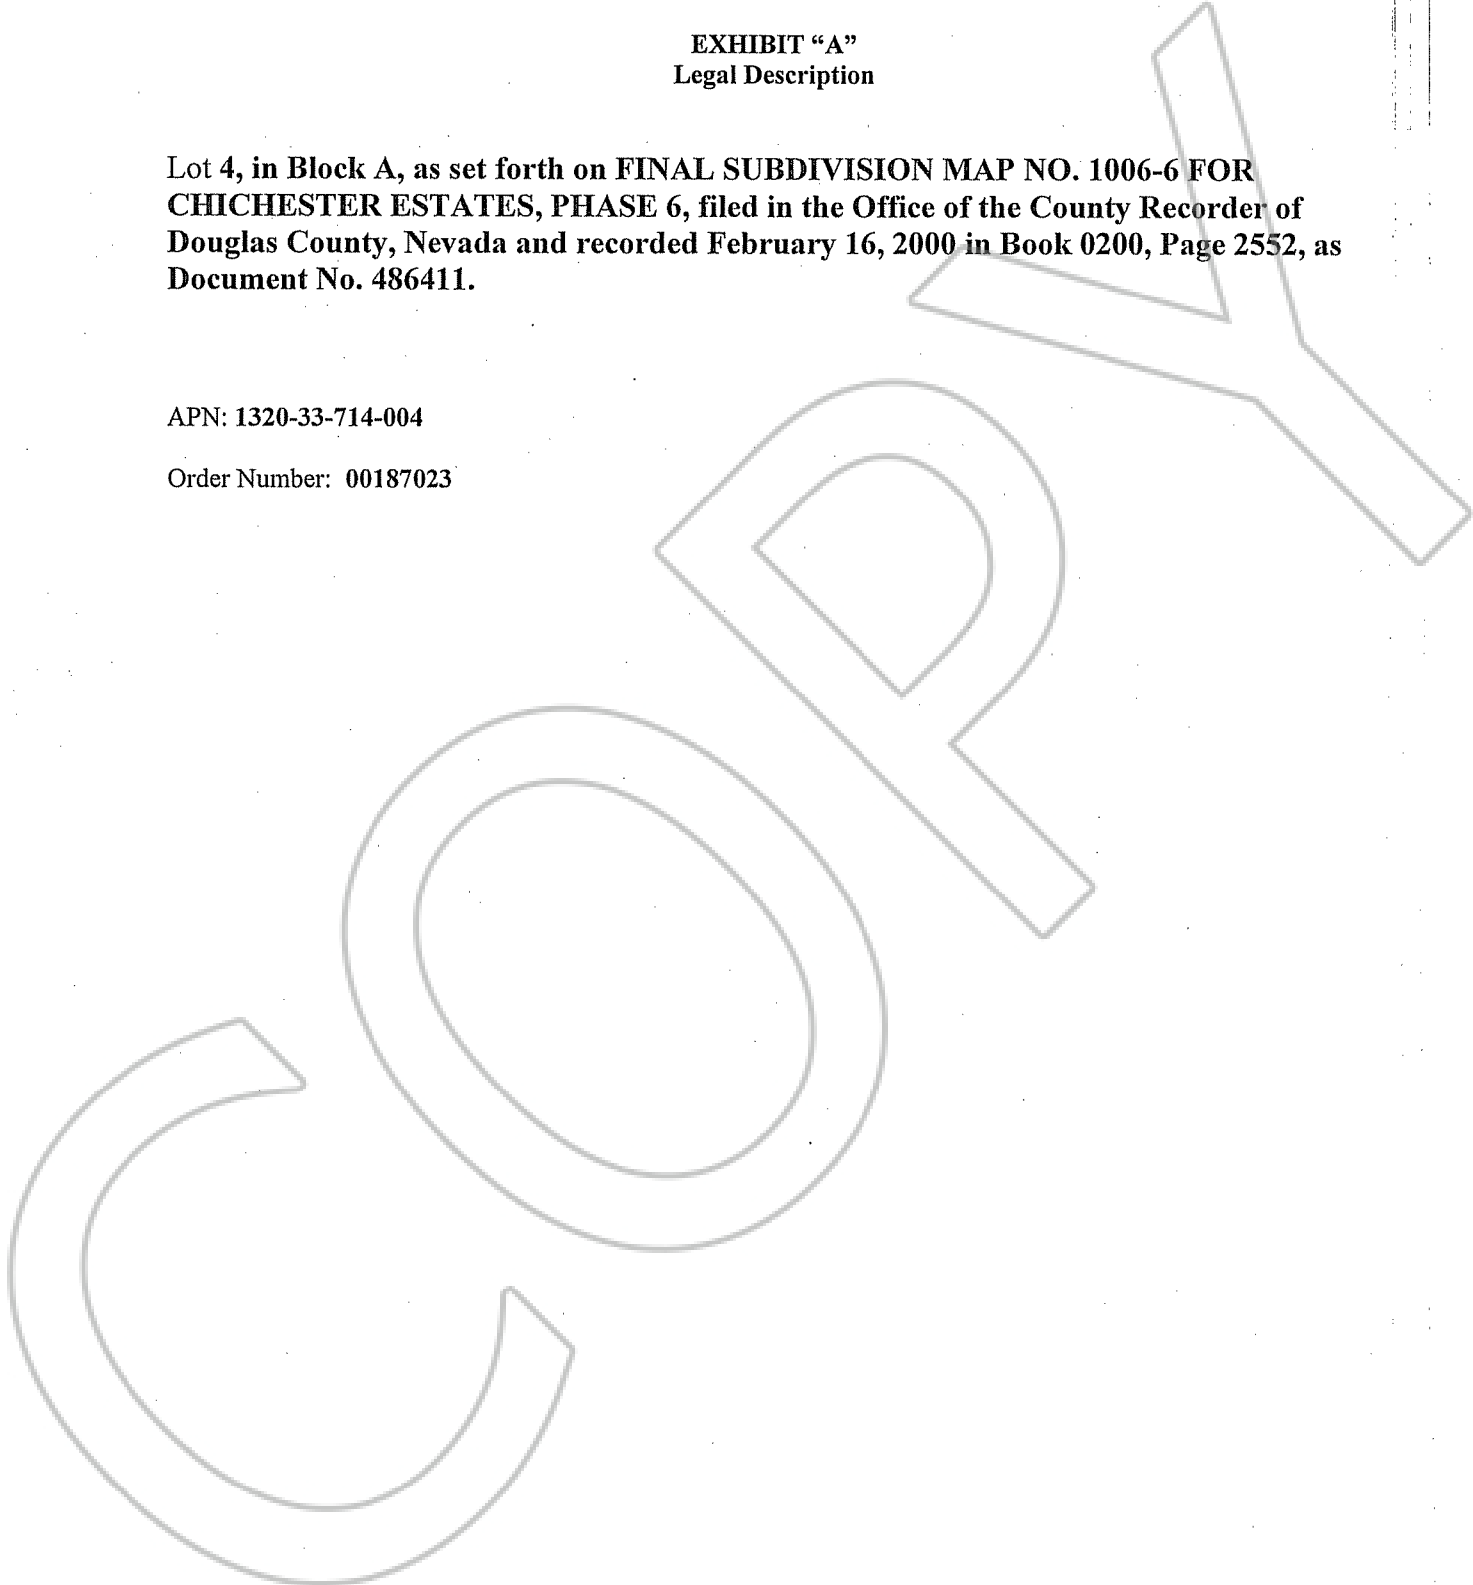 EXHIBIT “A”
Legal Description
Lot 4, in Block A, as set forth on FINAL SUBDIVISION MAP NO. 1006-6 FOR
CHICHESTER ESTATES, PHASE 6, filed in the Office of the County Recorder of
Douglas County, Nevada and recorded February 16, 2000 in Book 0200, Page 2552, as
Document No. 486411.
APN: 1320-33-714-004
Order Number: 00187023
COPY